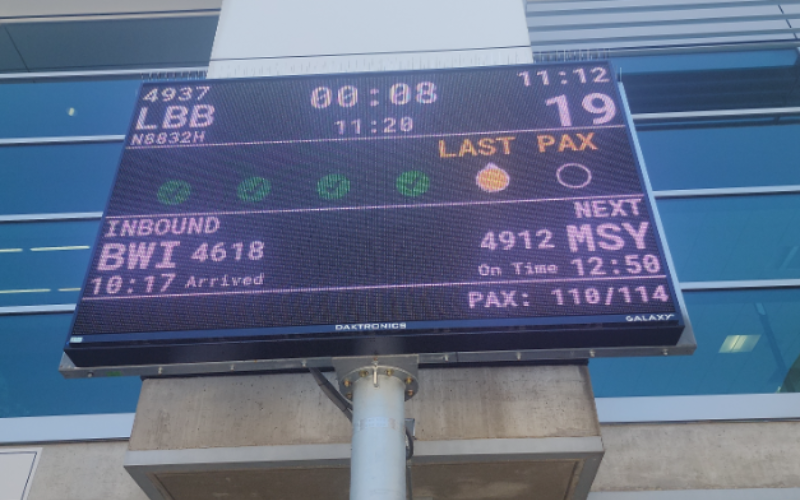 4937 00:08 11:12
LBB 11:20 19
N8832H
LAST PAX
INBOUND NEXT
BWI 4618 4912 MSY
10:17 Arrived On Time 12:50
PAX: 110/114
DAKTRONICS GALAXY